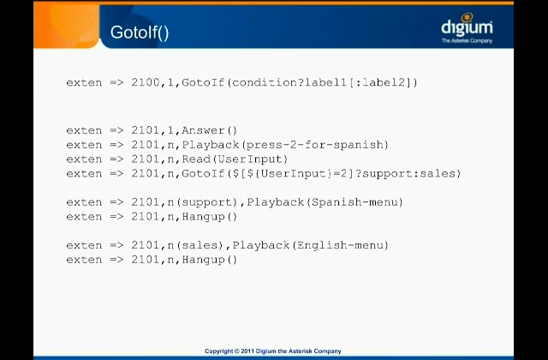 GotoIf()
digium
The Asterisk Company
exten => 2100,1,GotoIf(condition?label1[:label2])
exten => 2101,1,Answer()
exten => 2101,n,Playback(press-2-for-spanish)
exten => 2101,n,Read(UserInput)
exten => 2101,n,GotoIf($[${UserInput}=2]?support:sales)
exten => 2101,n(support),Playback(Spanish-menu)
exten => 2101,n,Hangup()
exten => 2101,n(sales),Playback(English-menu)
exten => 2101,n,Hangup()
Copyright © 2011 Digium the Asterisk Company